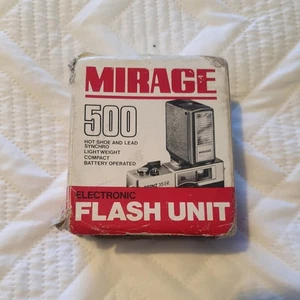 MIRAGE
500
HOT SHOE AND LEAD
SYNCHRO
LIGHTWEIGHT
COMPACT
BATTERY OPERATED
ELECTRONIC
FLASH UNIT